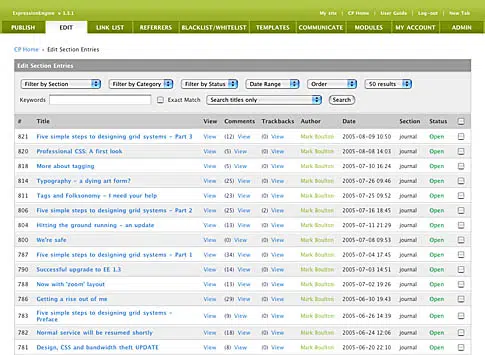 ExpressionEngine v 1.3.1
My site | CP Home | User Guide | Log-out | New Tab
PUBLISH EDIT LINK LIST REFERRERS BLACKLIST/WHITELIST TEMPLATES COMMUNICATE MODULES MY ACCOUNT ADMIN
CP Home › Edit Section Entries
Edit Section Entries
Filter by Section Filter by Category Filter by Status Date Range Order 50 results
Keywords Exact Match Search titles only Search
# Title View Comments Trackbacks Author Date Section Status
821 Five simple steps to designing grid systems - Part 3 View (12) View (0) View Mark Boulton 2005-08-09 10:50 journal Open
820 Professional CSS. A first look View (5) View (0) View Mark Boulton 2005-08-08 14:03 journal Open
818 More about tagging View (5) View (0) View Mark Boulton 2005-07-30 16:24 journal Open
814 Typography - a dying art form? View (25) View (0) View Mark Boulton 2005-07-26 09:46 journal Open
811 Tags and Folksonomy - I need your help View (23) View (0) View Mark Boulton 2005-07-25 09:52 journal Open
806 Five simple steps to designing grid systems - Part 2 View (25) View (2) View Mark Boulton 2005-07-16 18:45 journal Open
804 Hitting the ground running - an update View (13) View (0) View Mark Boulton 2005-07-11 21:29 journal Open
800 We're safe View (0) View (0) View Mark Boulton 2005-07-08 09:53 journal Open
787 Five simple steps to designing grid systems - Part 1 View (34) View (0) View Mark Boulton 2005-07-04 17:45 journal Open
790 Successful upgrade to EE 1.3 View (14) View (0) View Mark Boulton 2005-07-03 14:51 journal Open
788 Now with 'zoom' layout View (13) View (0) View Mark Boulton 2005-07-02 19:26 journal Open
786 Getting a rise out of me View (29) View (0) View Mark Boulton 2005-06-30 19:43 journal Open
783 Five simple steps to designing grid systems - View (9) View (0) View Mark Boulton 2005-06-26 14:39 journal Open
Preface
782 Normal service will be resumed shortly View (18) View (0) View Mark Boulton 2005-06-24 12:06 journal Open
781 Design, CSS and bandwidth theft UPDATE View (8) View (0) View Mark Boulton 2005-06-20 22:10 journal Open